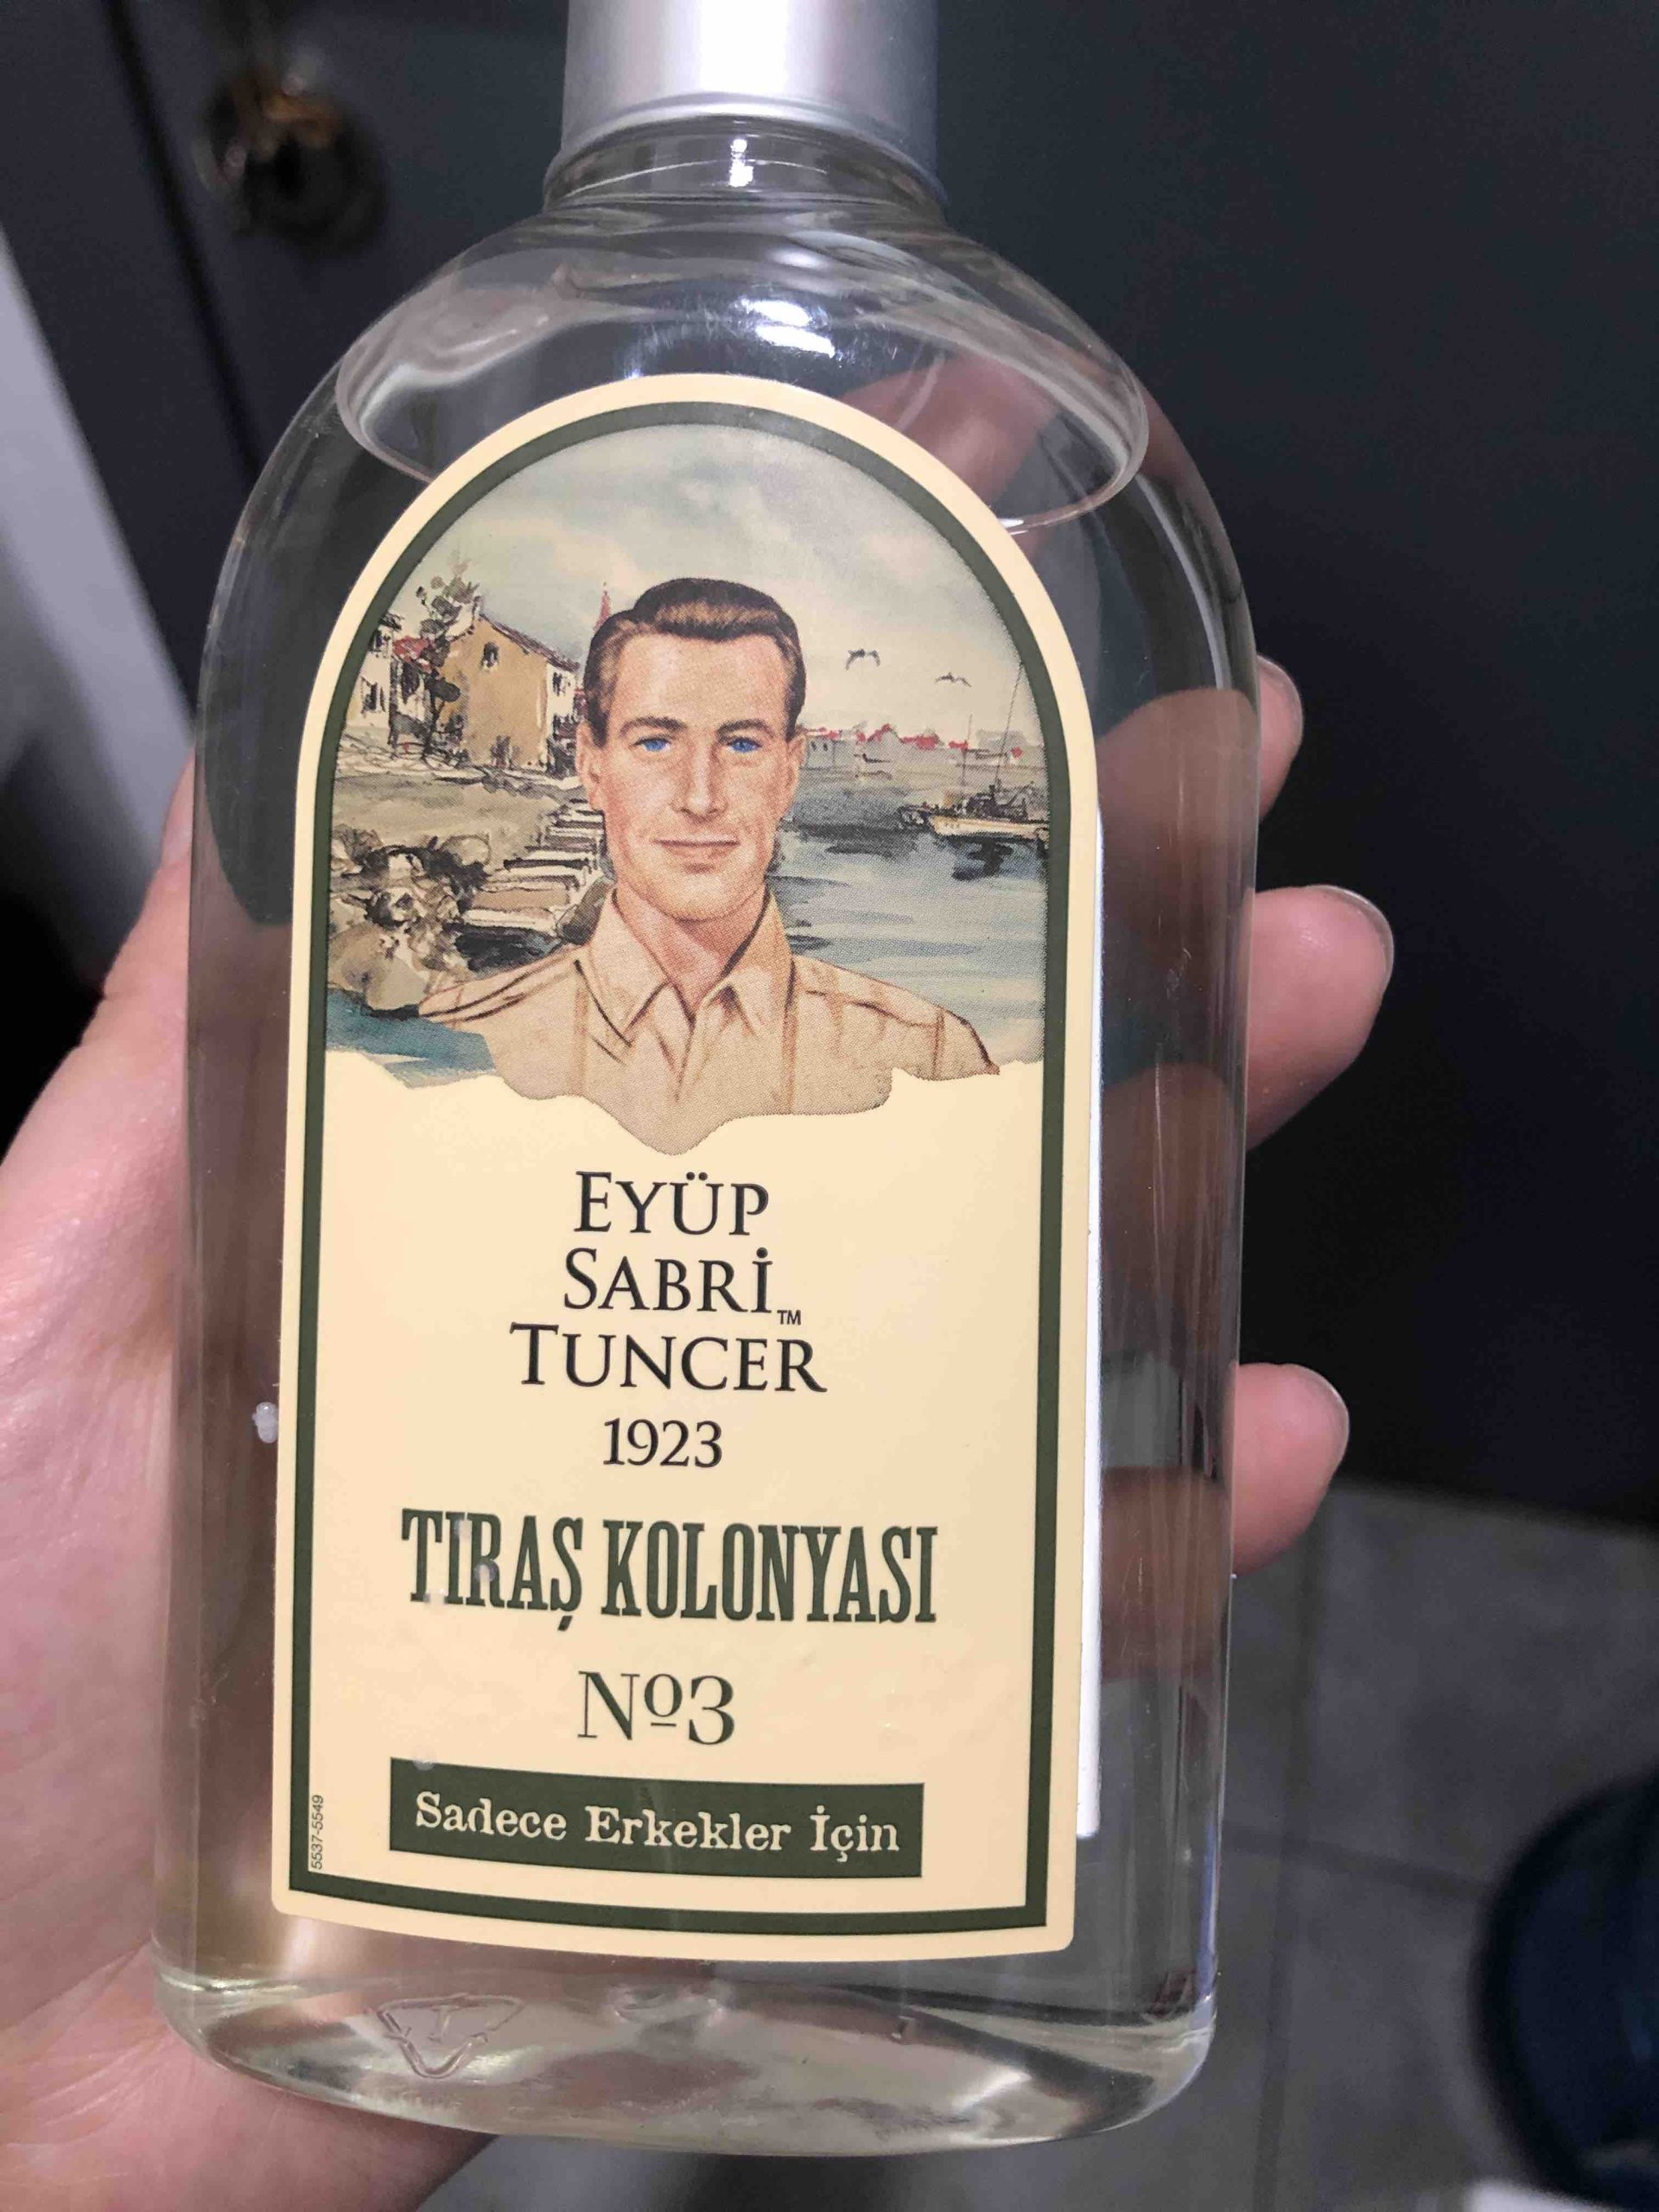 EYÜP
SABRİ™
TUNCER
1923
TIRAŞ KOLONYASI
Nº3
Sadece Erkekler İçin
5537-5549